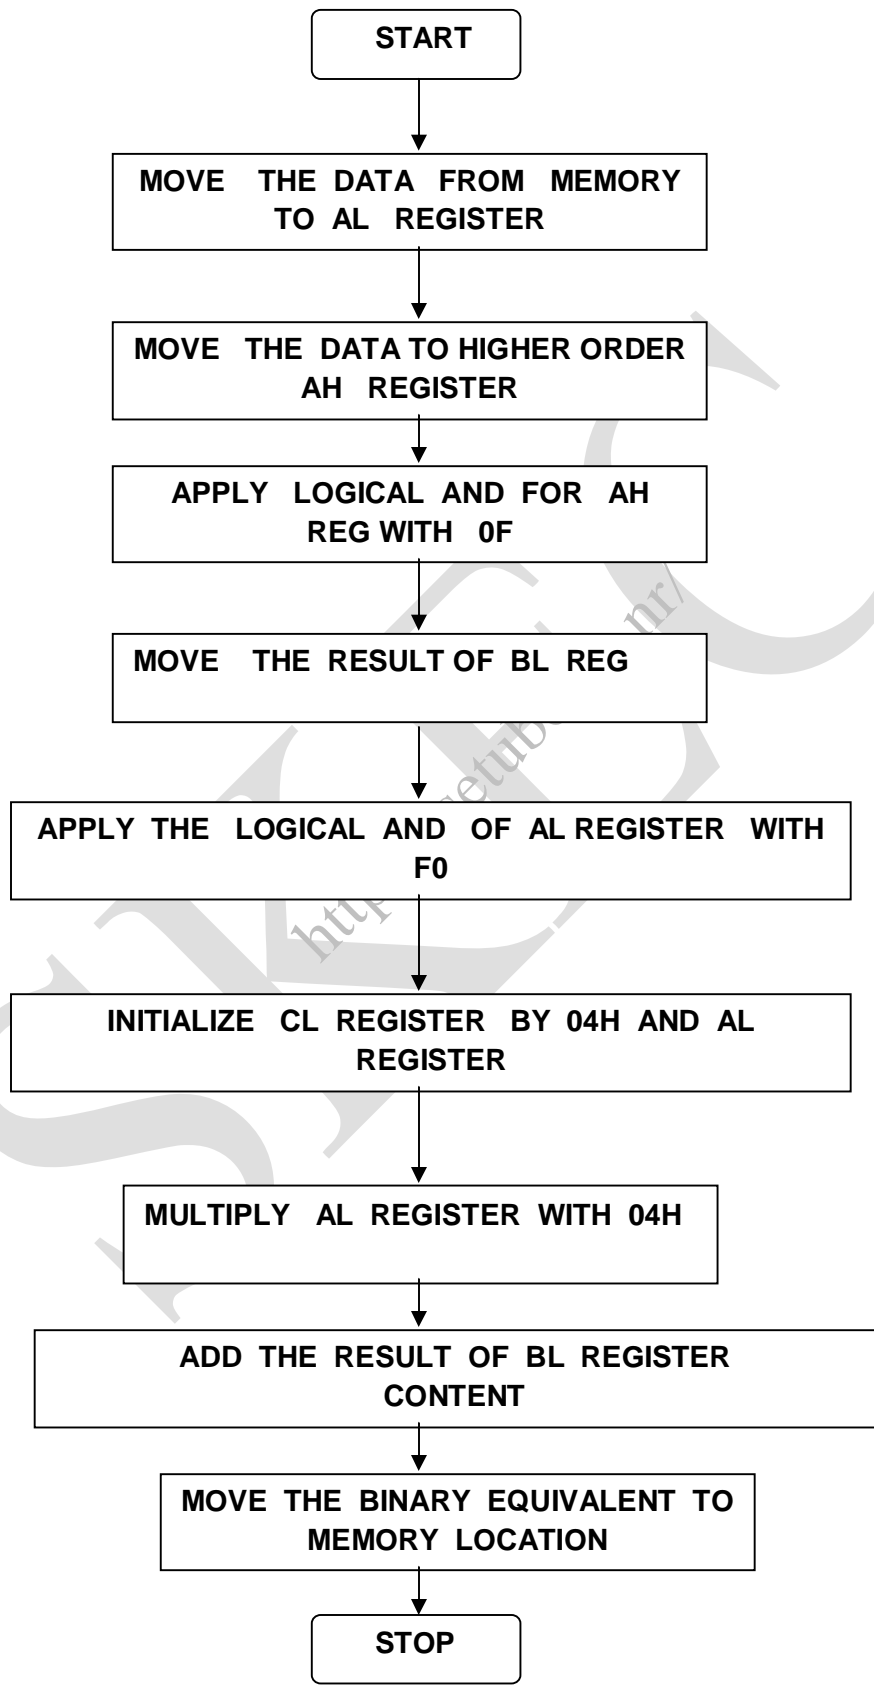 START
MOVE THE DATA FROM MEMORY
TO AL REGISTER
MOVE THE DATA TO HIGHER ORDER
AH REGISTER
APPLY LOGICAL AND FOR AH
REG WITH 0F
MOVE THE RESULT OF BL REG
APPLY THE LOGICAL AND OF AL REGISTER WITH
F0
INITIALIZE CL REGISTER BY 04H AND AL
REGISTER
MULTIPLY AL REGISTER WITH 04H
ADD THE RESULT OF BL REGISTER
CONTENT
MOVE THE BINARY EQUIVALENT TO
MEMORY LOCATION
STOP